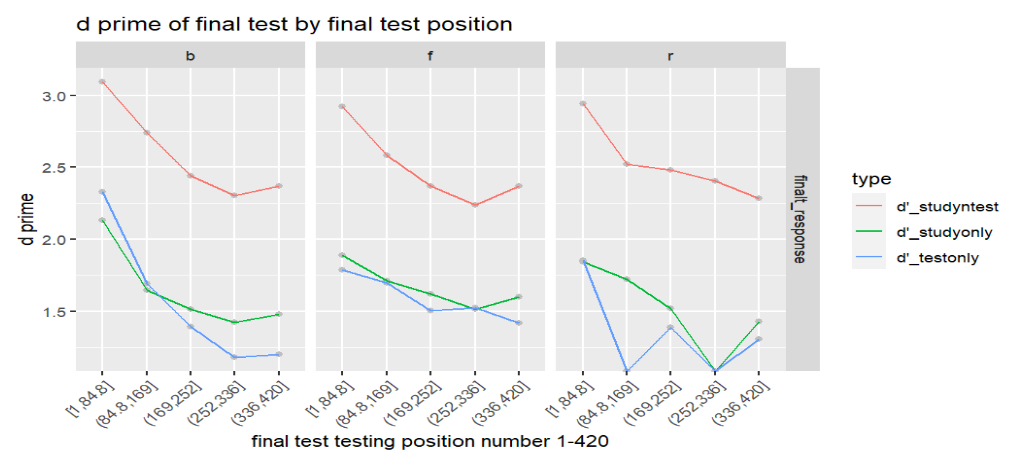 d prime of final test by final test position
b
f
r
3.0
2.5
2.0
1.5
d prime
finalt_response
[1,84.8]
(84.8,169]
(169,252]
(252,336]
(336,420]
[1,84.8]
(84.8,169]
(169,252]
(252,336]
(336,420]
[1,84.8]
(84.8,169]
(169,252]
(252,336]
(336,420]
final test testing position number 1-420
type
d'_studyntest
d'_studyonly
d'_testonly